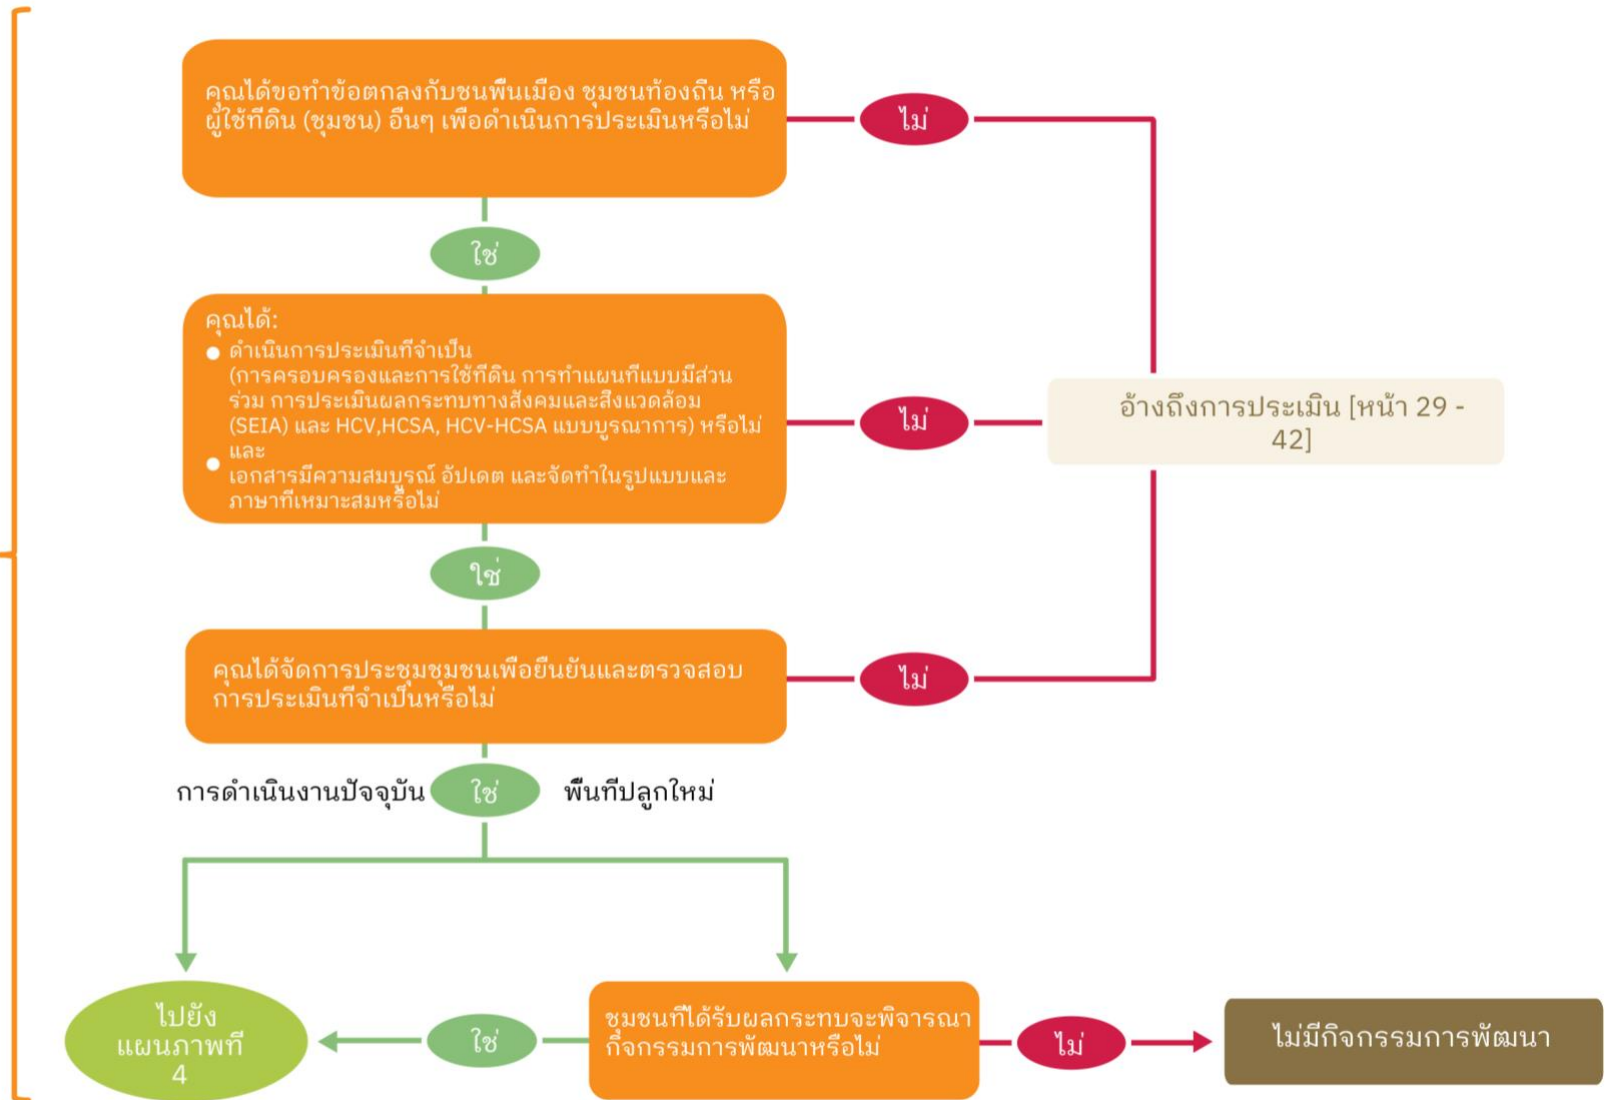 คุณได้ขอทำข้อตกลงกับชนพื้นเมือง ชุมชนท้องถิ่น หรือ
ผู้ใช้ที่ดิน (ชุมชน) อื่นๆ เพื่อดำเนินการประเมินหรือไม่
ไม่
ใช่
คุณได้:
ดำเนินการประเมินที่จำเป็น
(การครอบครองและการใช้ที่ดิน การทำแผนที่แบบมีส่วน
ร่วม การประเมินผลกระทบทางสังคมและสิ่งแวดล้อม
(SEIA) และ HCV,HCSA, HCV-HCSA แบบบูรณาการ) หรือไม่
และ
เอกสารมีความสมบูรณ์ อัปเดต และจัดทำในรูปแบบและ
ภาษาที่เหมาะสมหรือไม่
ไม่
อ้างถึงการประเมิน [หน้า 29 -
42]
ใช่
คุณได้จัดการประชุมชุมชนเพื่อยืนยันและตรวจสอบ
การประเมินที่จำเป็นหรือไม่
ไม่
การดำเนินงานปัจจุบัน
ใช่
พื้นที่ปลูกใหม่
ไปยัง
แผนภาพที่
4
ใช่
ชุมชนที่ได้รับผลกระทบจะพิจารณา
กิจกรรมการพัฒนาหรือไม่
ไม่
ไม่มีกิจกรรมการพัฒนา